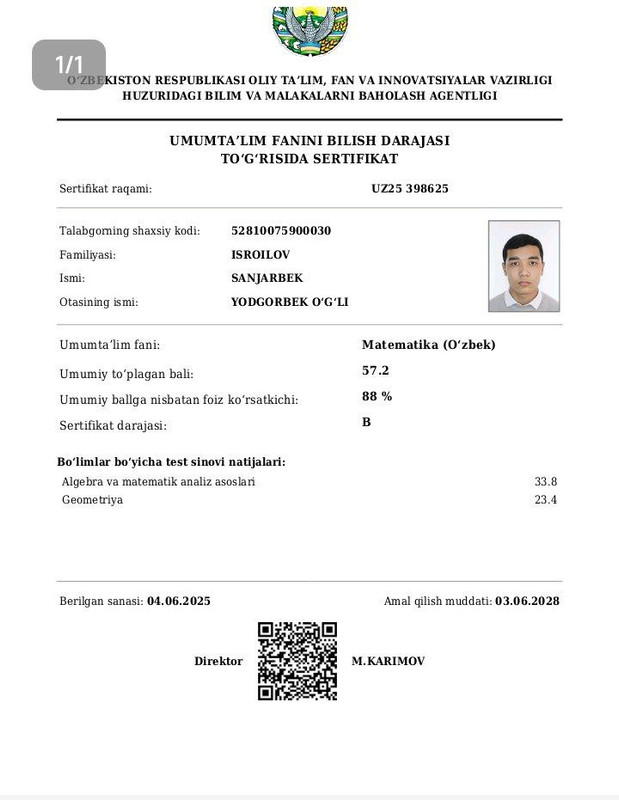 1/1
O‘ZBEKISTON RESPUBLIKASI OLIY TA’LIM, FAN VA INNOVATSIYALAR VAZIRLIGI
HUZURIDAGI BILIM VA MALAKALARNI BAHOLASH AGENTLIGI
UMUMTA’LIM FANINI BILISH DARAJASI
TO‘G‘RISIDA SERTIFIKAT
Sertifikat raqami: UZ25 398625
Talabgorning shaxsiy kodi: 52810075900030
Familiyasi: ISROILOV
Ismi: SANJARBEK
Otasining ismi: YODGORBEK O‘G‘LI
Umumta’lim fani: Matematika (O‘zbek)
Umumiy to‘plagan bali: 57.2
Umumiy ballga nisbatan foiz ko‘rsatkichi: 88 %
Sertifikat darajasi: B
Bo‘limlar bo‘yicha test sinovi natijalari:
Algebra va matematik analiz asoslari 33.8
Geometriya 23.4
Berilgan sanasi: 04.06.2025 Amal qilish muddati: 03.06.2028
Direktor M.KARIMOV